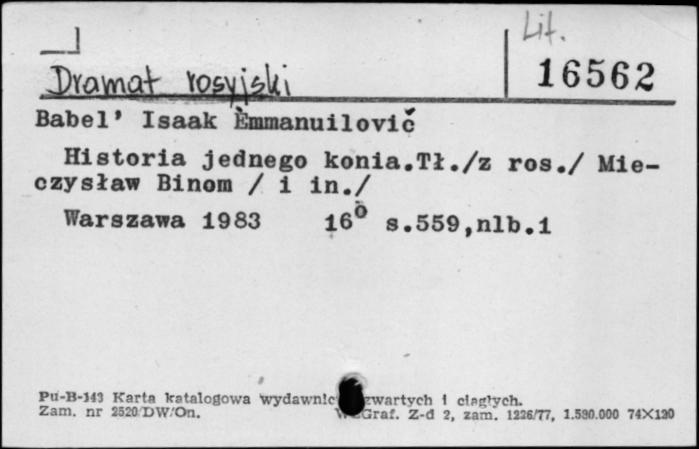 Lit.
Dramat rosyjski
16562
Babel’ Isaak Èmmanuilovič
Historia jednego konia.Tł./z ros./ Mie-
czysław Binom / i in./
Warszawa 1983 16° s.559,nlb.1
Pu-B-143 Karta katalogowa wydawnic zwartych i ciągłych.
Zam. nr 2520/DW/On. Graf. Z-d 2, zam. 1226/77, 1.580.000 74X120